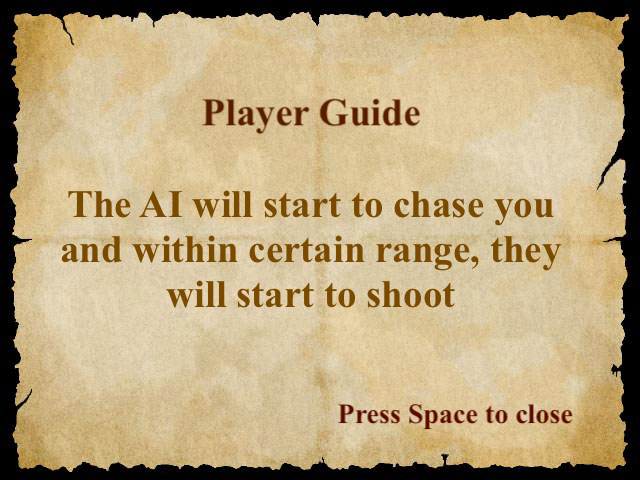 Player Guide
The AI will start to chase you
and within certain range, they
will start to shoot
Press Space to close